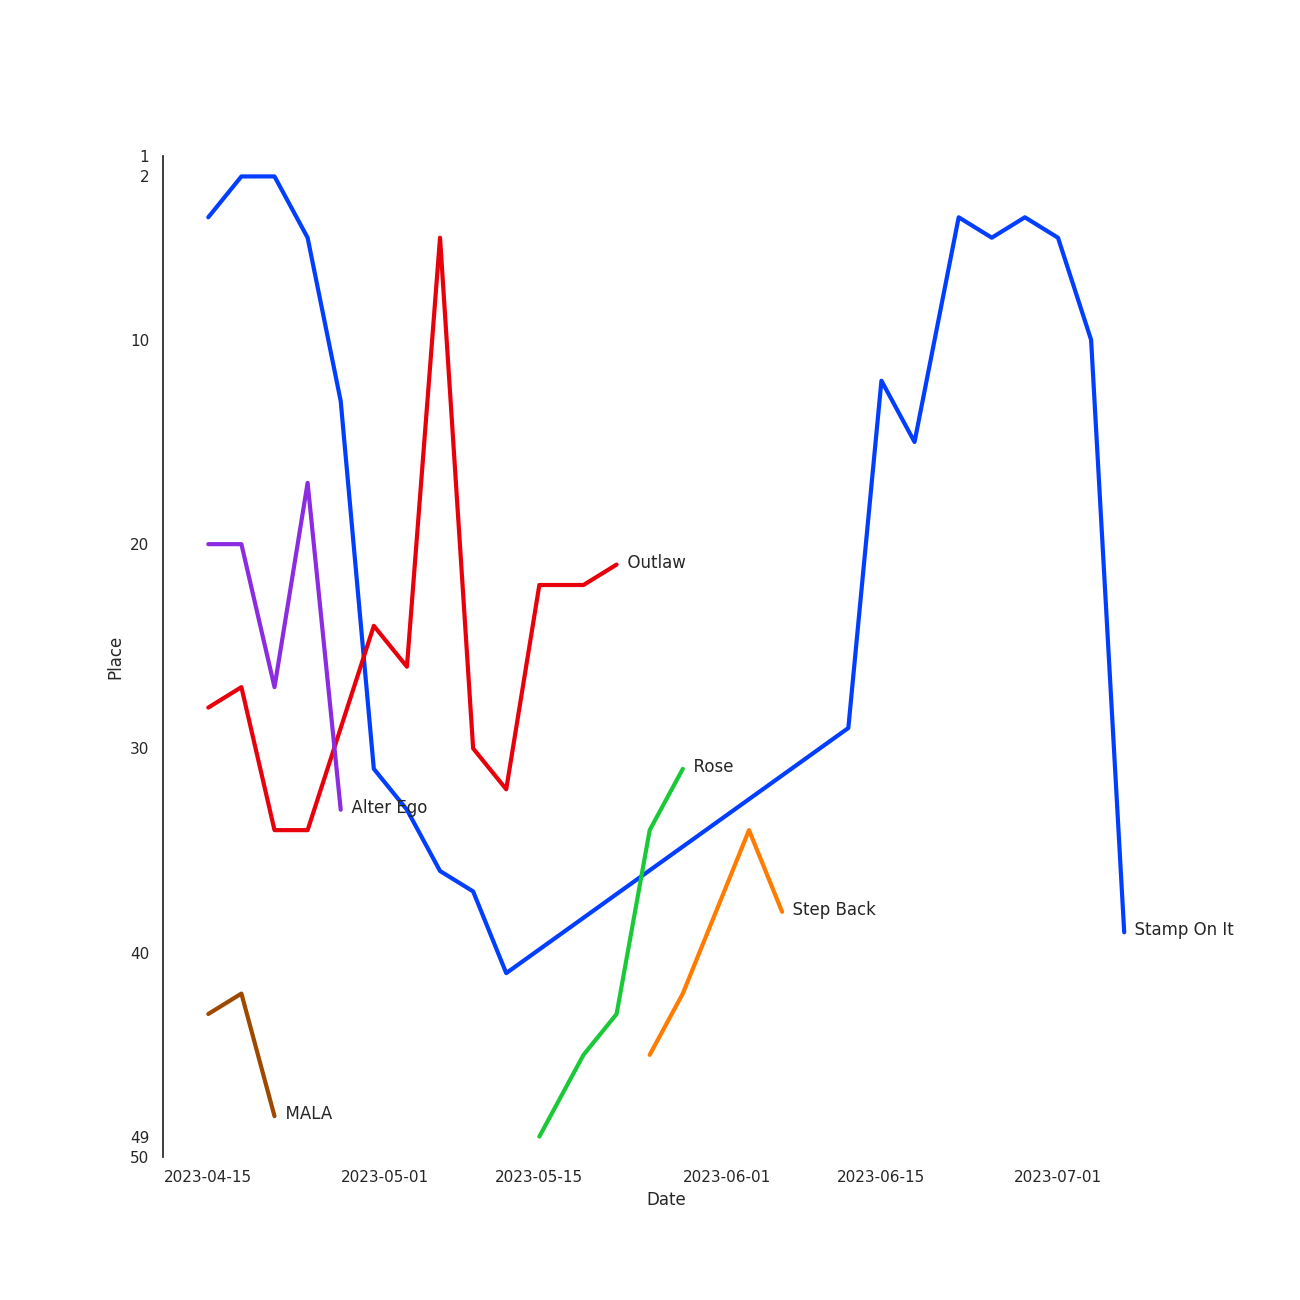 1
2
10
20
30
40
49
50
Place
Outlaw
Rose
Alter Ego
Step Back
Stamp On It
MALA
2023-04-15 2023-05-01 2023-05-15 2023-06-01 2023-06-15 2023-07-01
Date